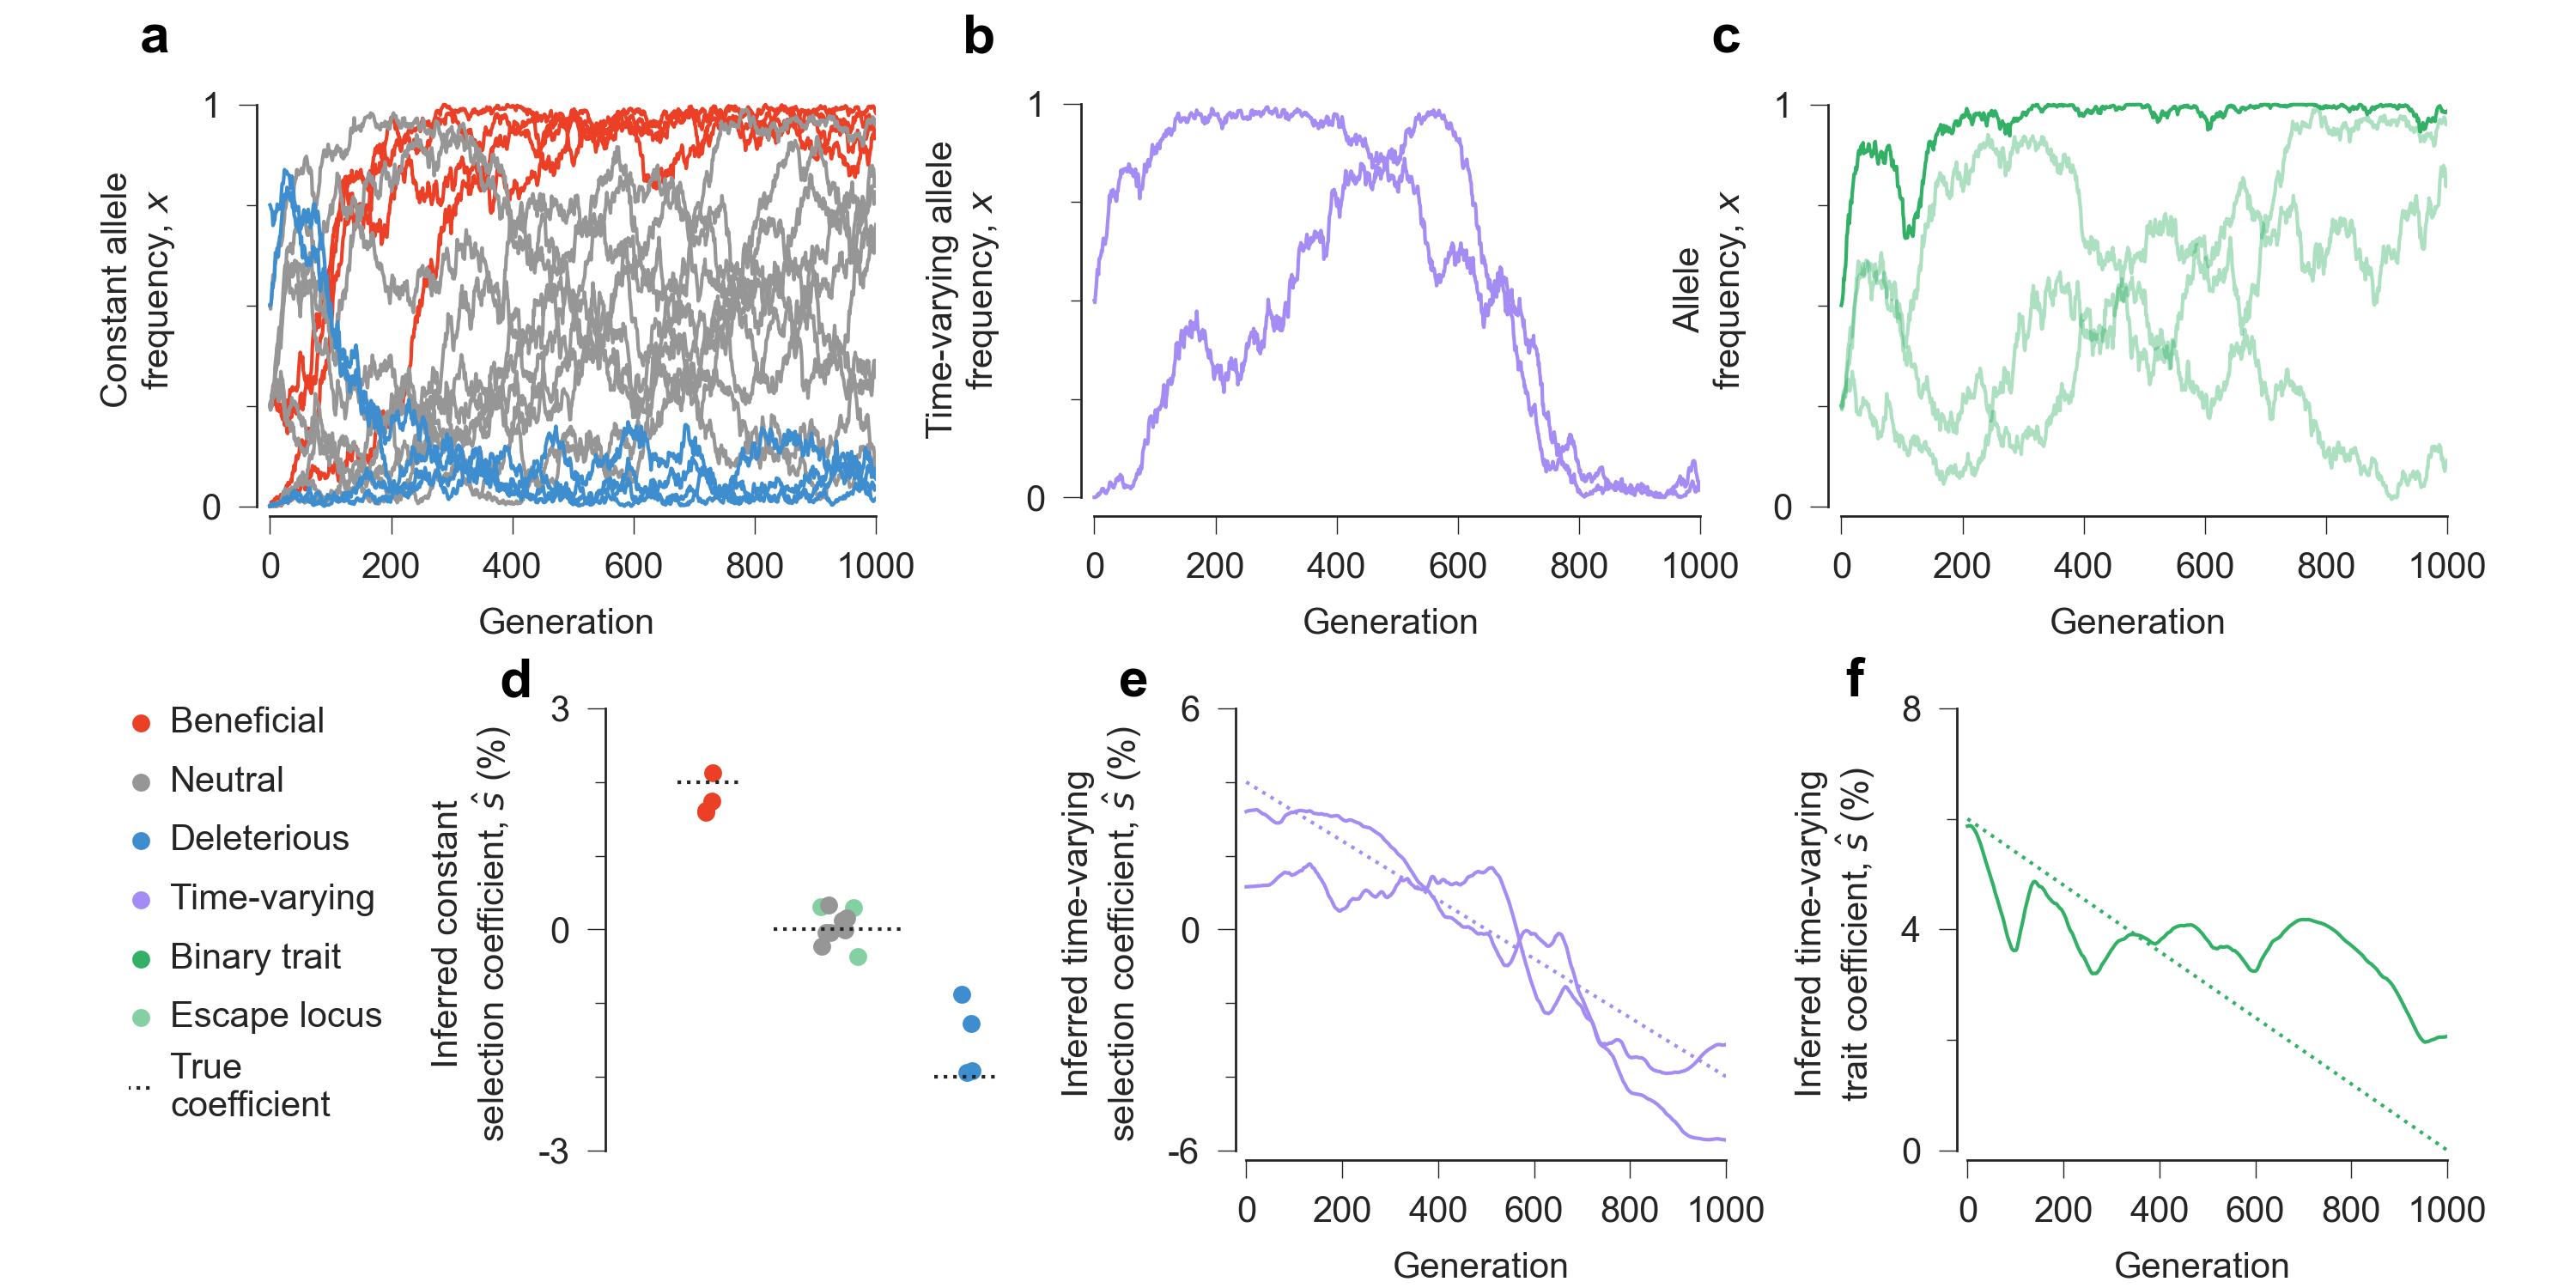 a
Constant allele
frequency, x
1
0
0 200 400 600 800 1000
Generation
b
Time-varying allele
frequency, x
1
0
0 200 400 600 800 1000
Generation
c
Allele
frequency, x
1
0
0 200 400 600 800 1000
Generation
Beneficial
Neutral
Deleterious
Time-varying
Binary trait
Escape locus
True
coefficient
d
Inferred constant
selection coefficient, ŝ (%)
3
0
-3
e
Inferred time-varying
selection coefficient, ŝ (%)
6
0
-6
0 200 400 600 800 1000
Generation
f
Inferred time-varying
trait coefficient, ŝ (%)
8
4
0
0 200 400 600 800 1000
Generation